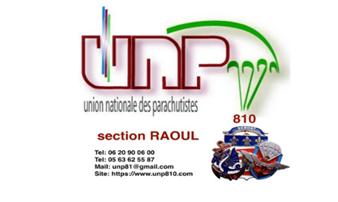 UNP
union nationale des parachutistes
810
section RAOUL
Tel: 06 20 90 06 00
Tel: 05 63 62 55 87
Mail: unp81@gmail.com
Site: https://www.unp810.com